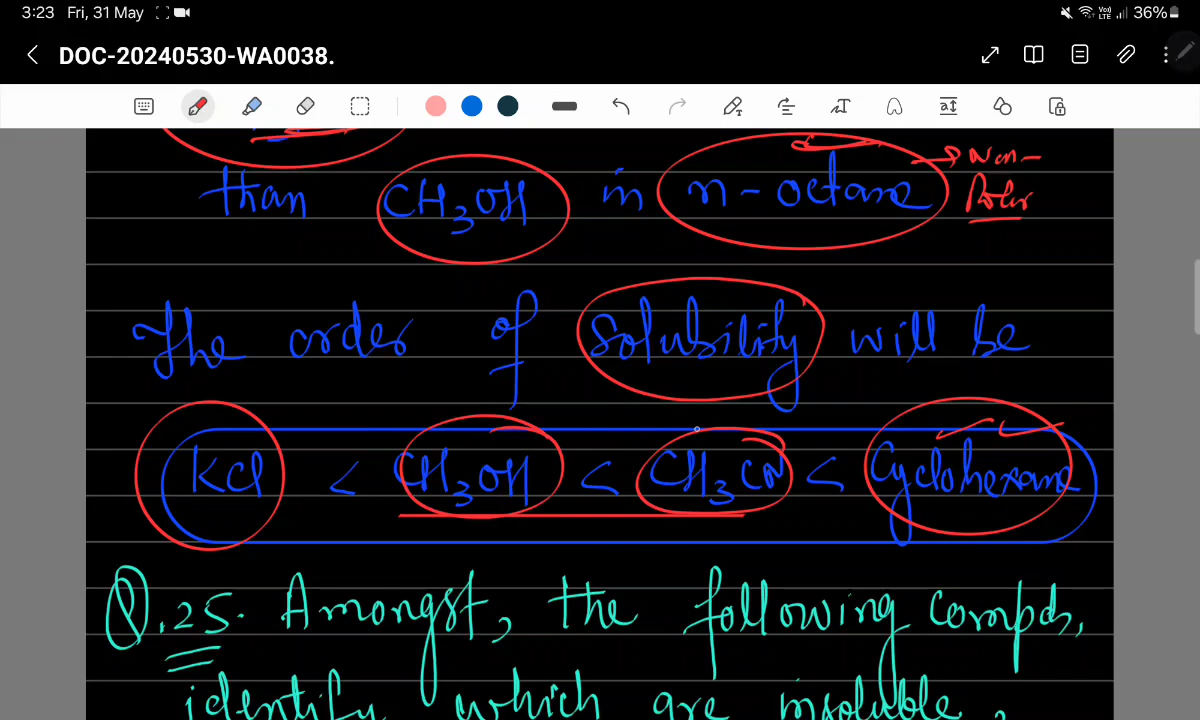 3:23 Fri, 31 May 36%
DOC-20240530-WA0038.
than CH3OH in n-octane → Non-
Polar
The order of Solubility will be
KCl < CH3OH < CH3CN < Cyclohexane
Q.25. Amongst, the following compds,
identify which are insoluble,